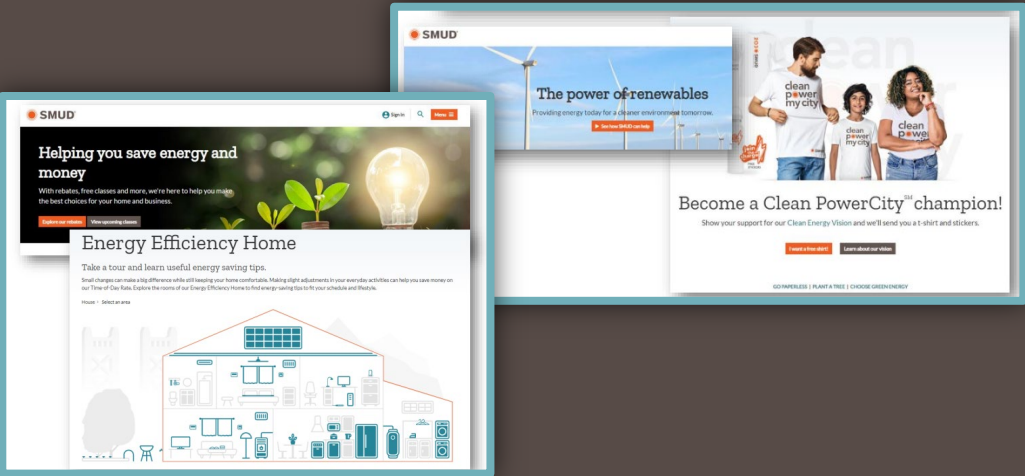 SMUD
Sign In
Menu
Helping you save energy and
money
With rebates, free classes and more, we're here to help you make
the best choices for your home and business.
Explore our rebates
View upcoming classes
Energy Efficiency Home
Take a tour and learn useful energy saving tips.
Small changes can make a big difference while still keeping your home comfortable. Making slight adjustments in your everyday activities can help you save money on
our Time-of-Day Rate. Explore the rooms of our Energy Efficiency Home to find energy-saving tips to fit your schedule and lifestyle.
House > Select an area
SMUD
The power of renewables
Providing energy today for a cleaner environment tomorrow.
See how SMUD can help
clean
power
my city
clean
power
my city
clean
power
my city
Become a Clean PowerCity℠ champion!
Show your support for our Clean Energy Vision and we'll send you a t-shirt and stickers.
I want a free shirt!
Learn about our vision
GO PAPERLESS | PLANT A TREE | CHOOSE GREEN ENERGY